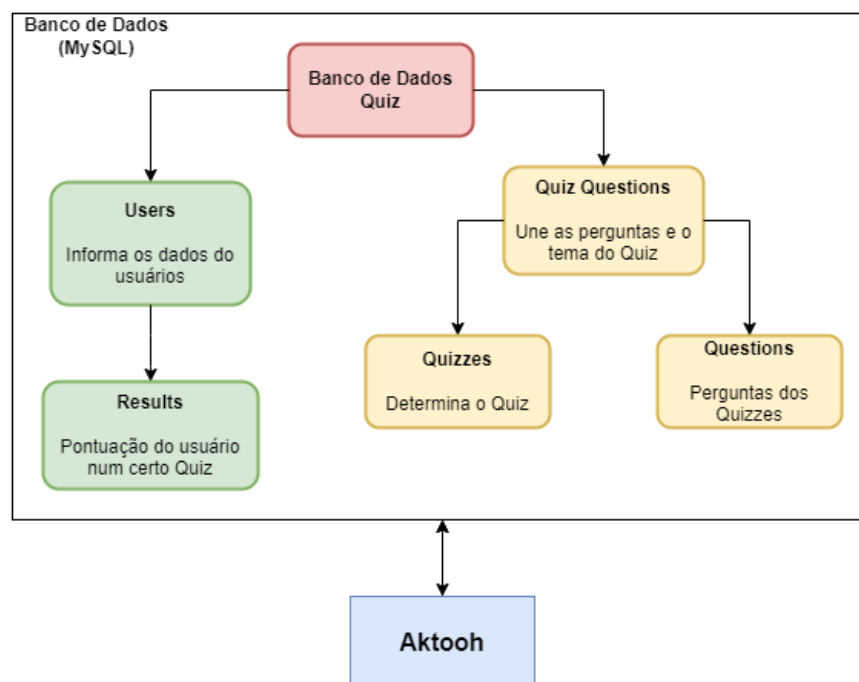 Banco de Dados
(MySQL)
Banco de Dados
Quiz
Users
Informa os dados do
usuários
Quiz Questions
Une as perguntas e o
tema do Quiz
Quizzes
Determina o Quiz
Questions
Perguntas dos
Quizzes
Results
Pontuação do usuário
num certo Quiz
Aktooh